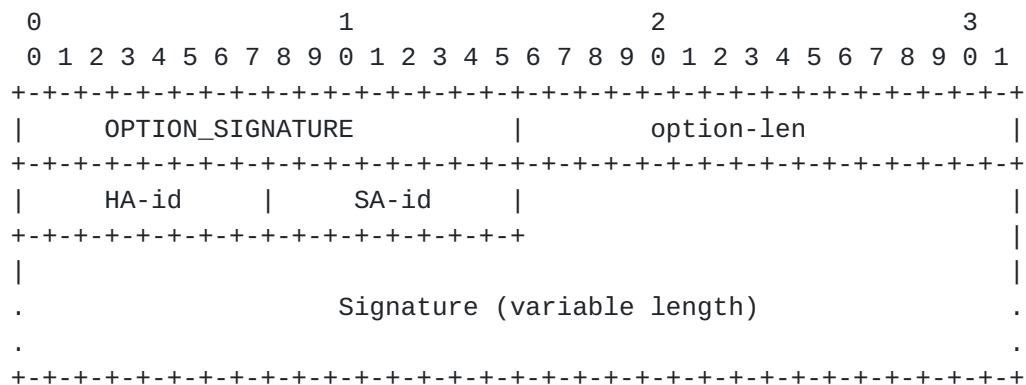 0                   1                   2                   3
0 1 2 3 4 5 6 7 8 9 0 1 2 3 4 5 6 7 8 9 0 1 2 3 4 5 6 7 8 9 0 1
+-+-+-+-+-+-+-+-+-+-+-+-+-+-+-+-+-+-+-+-+-+-+-+-+-+-+-+-+-+-+-+-+
|     OPTION_SIGNATURE          |        option-len             |
+-+-+-+-+-+-+-+-+-+-+-+-+-+-+-+-+-+-+-+-+-+-+-+-+-+-+-+-+-+-+-+-+
|     HA-id     |     SA-id     |                               |
+-+-+-+-+-+-+-+-+-+-+-+-+-+-+-+-+                               |
|                                                               |
.                    Signature (variable length)                .
.                                                               .
+-+-+-+-+-+-+-+-+-+-+-+-+-+-+-+-+-+-+-+-+-+-+-+-+-+-+-+-+-+-+-+-+